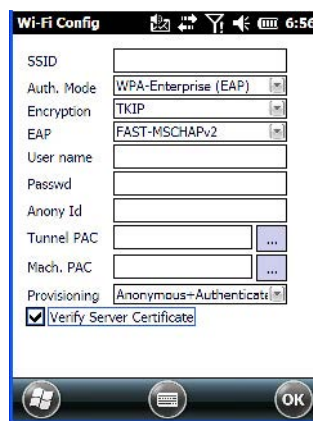 Wi-Fi Config 6:56
SSID
Auth. Mode WPA-Enterprise (EAP)
Encryption TKIP
EAP FAST-MSCHAPv2
User name
Passwd
Anony Id
Tunnel PAC ...
Mach. PAC ...
Provisioning Anonymous+Authenticate
Verify Server Certificate
OK